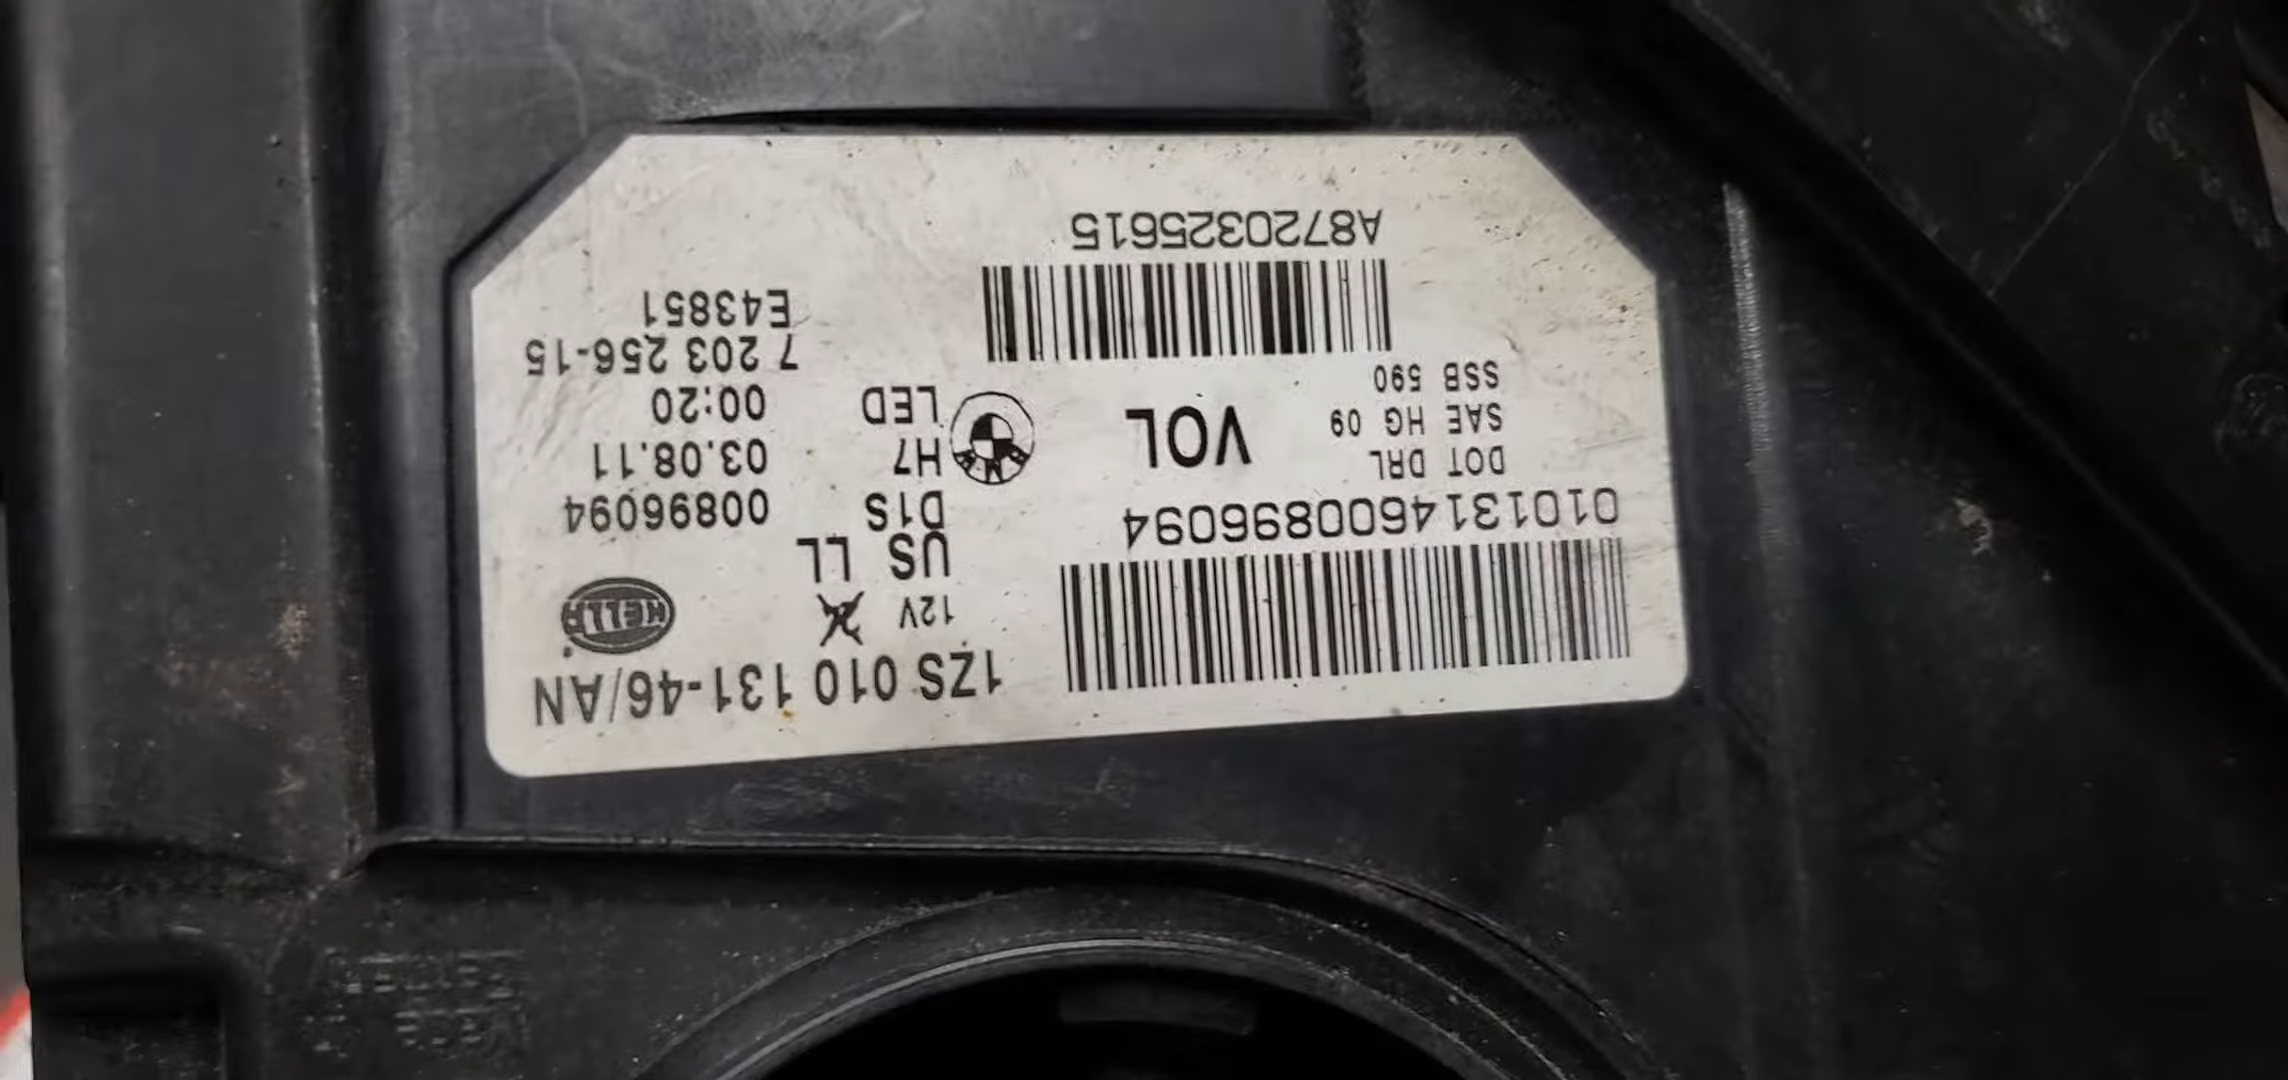 1ZS 010 131-46/AN
12V
HELLA
US LL
D1S
00896094
H7
03.08.11
LED
00:20
7 203 256-15
E43851
0101314600896094
DOT DRL
SAE HG 09
SSB 590
VOL
A8720325615